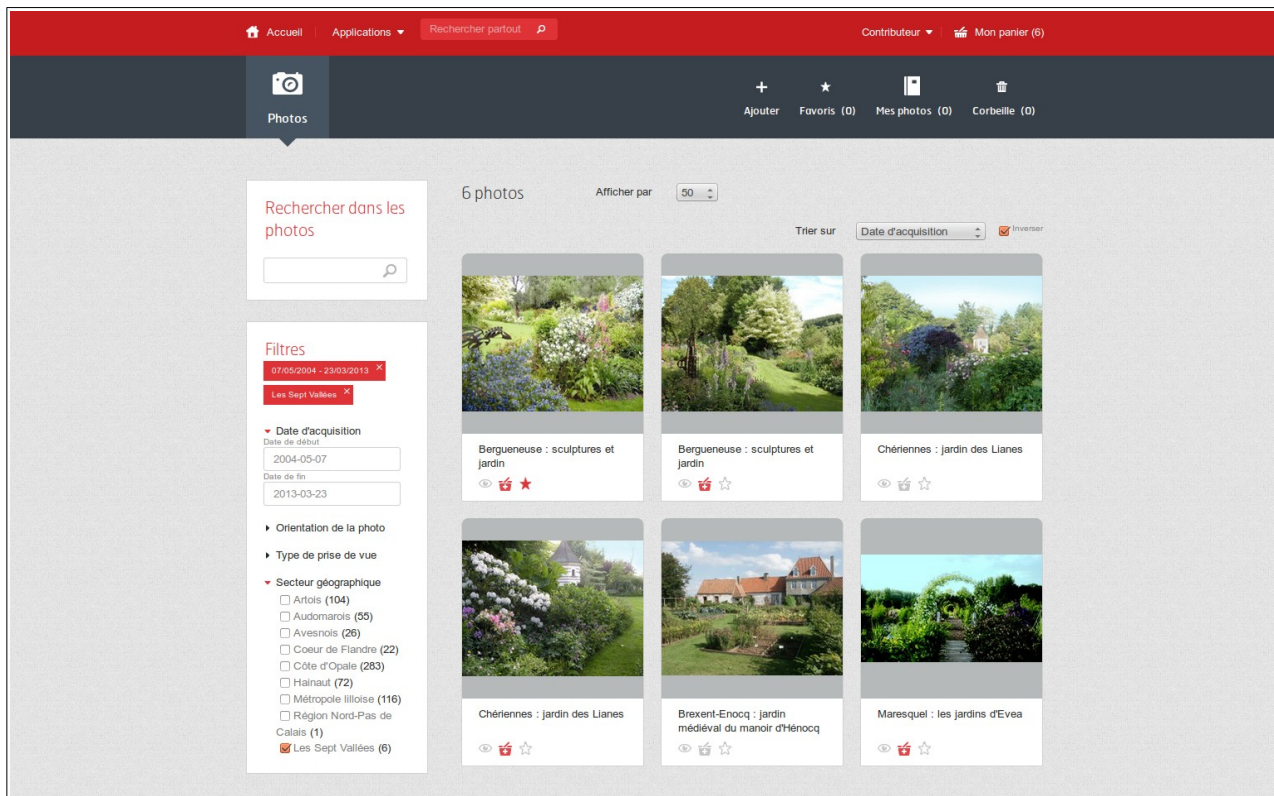 Accueil
Applications
Rechercher partout
Contributeur
Mon panier (6)
Photos
Ajouter
Favoris (0)
Mes photos (0)
Corbeille (0)
Rechercher dans les
photos
Filtres
07/05/2004 - 23/03/2013 ×
Les Sept Vallées ×
Date d'acquisition
Date de début
2004-05-07
Date de fin
2013-03-23
Orientation de la photo
Type de prise de vue
Secteur géographique
Artois (104)
Audomarois (55)
Avesnois (26)
Coeur de Flandre (22)
Côte d'Opale (283)
Hainaut (72)
Métropole lilloise (116)
Région Nord-Pas de
Calais (1)
Les Sept Vallées (6)
6 photos
Afficher par
50
Trier sur
Date d'acquisition
Inverser
Bergueneuse : sculptures et
jardin
Bergueneuse : sculptures et
jardin
Chériennes : jardin des Lianes
Chériennes : jardin des Lianes
Brexent-Enocq : jardin
médiéval du manoir d'Hénocq
Maresquel : les jardins d'Evea